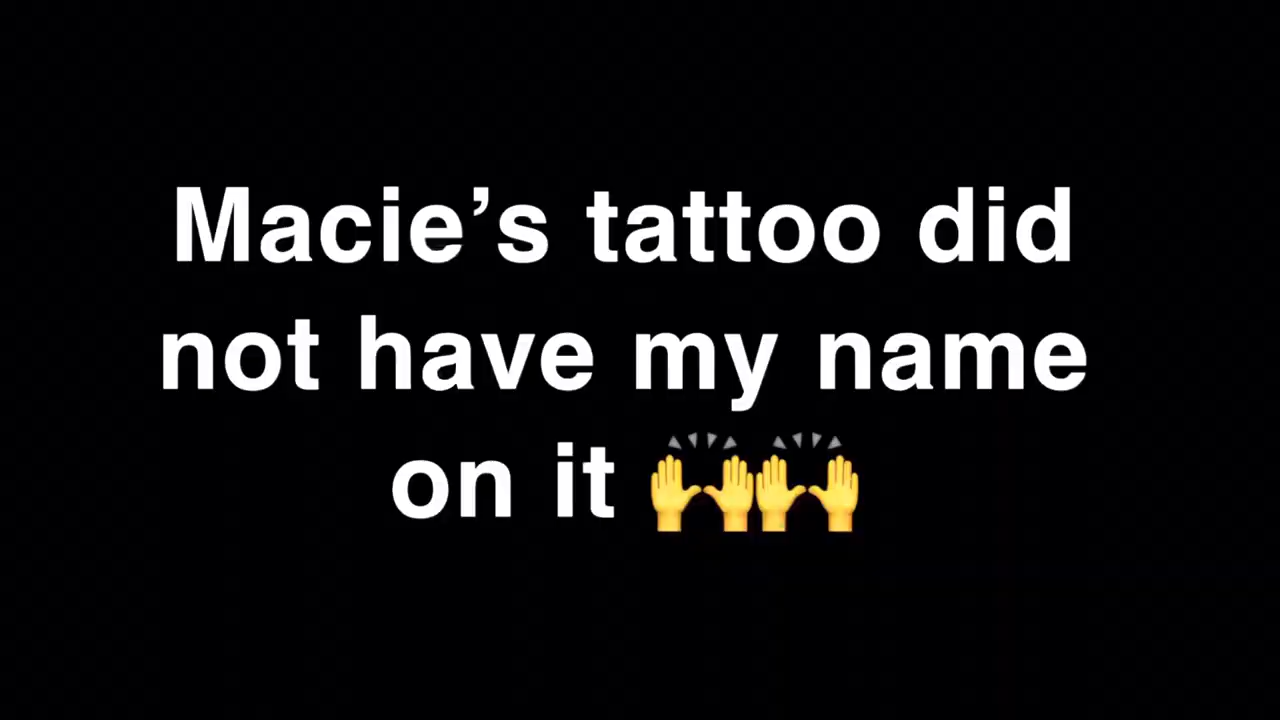 Macie’s tattoo did
not have my name
on it 🙌🙌